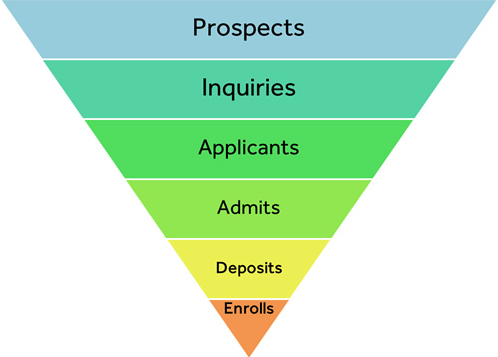 Prospects
Inquiries
Applicants
Admits
Deposits
Enrolls